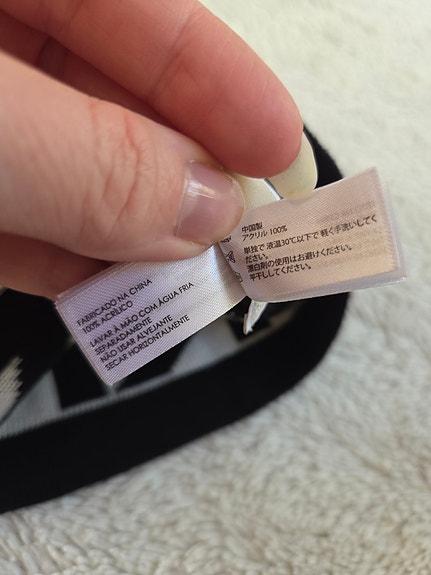 FABRICADO NA CHINA
100% ACRÍLICO
LAVAR À MÃO COM ÁGUA FRIA
SEPARADAMENTE
NÃO USAR ALVEJANTE
SECAR HORIZONTALMENTE
中国製
アクリル 100%
単独で 液温30℃以下で 軽く手洗いしてく
ださい。
漂白剤の使用はお避けください。
平干ししてください。